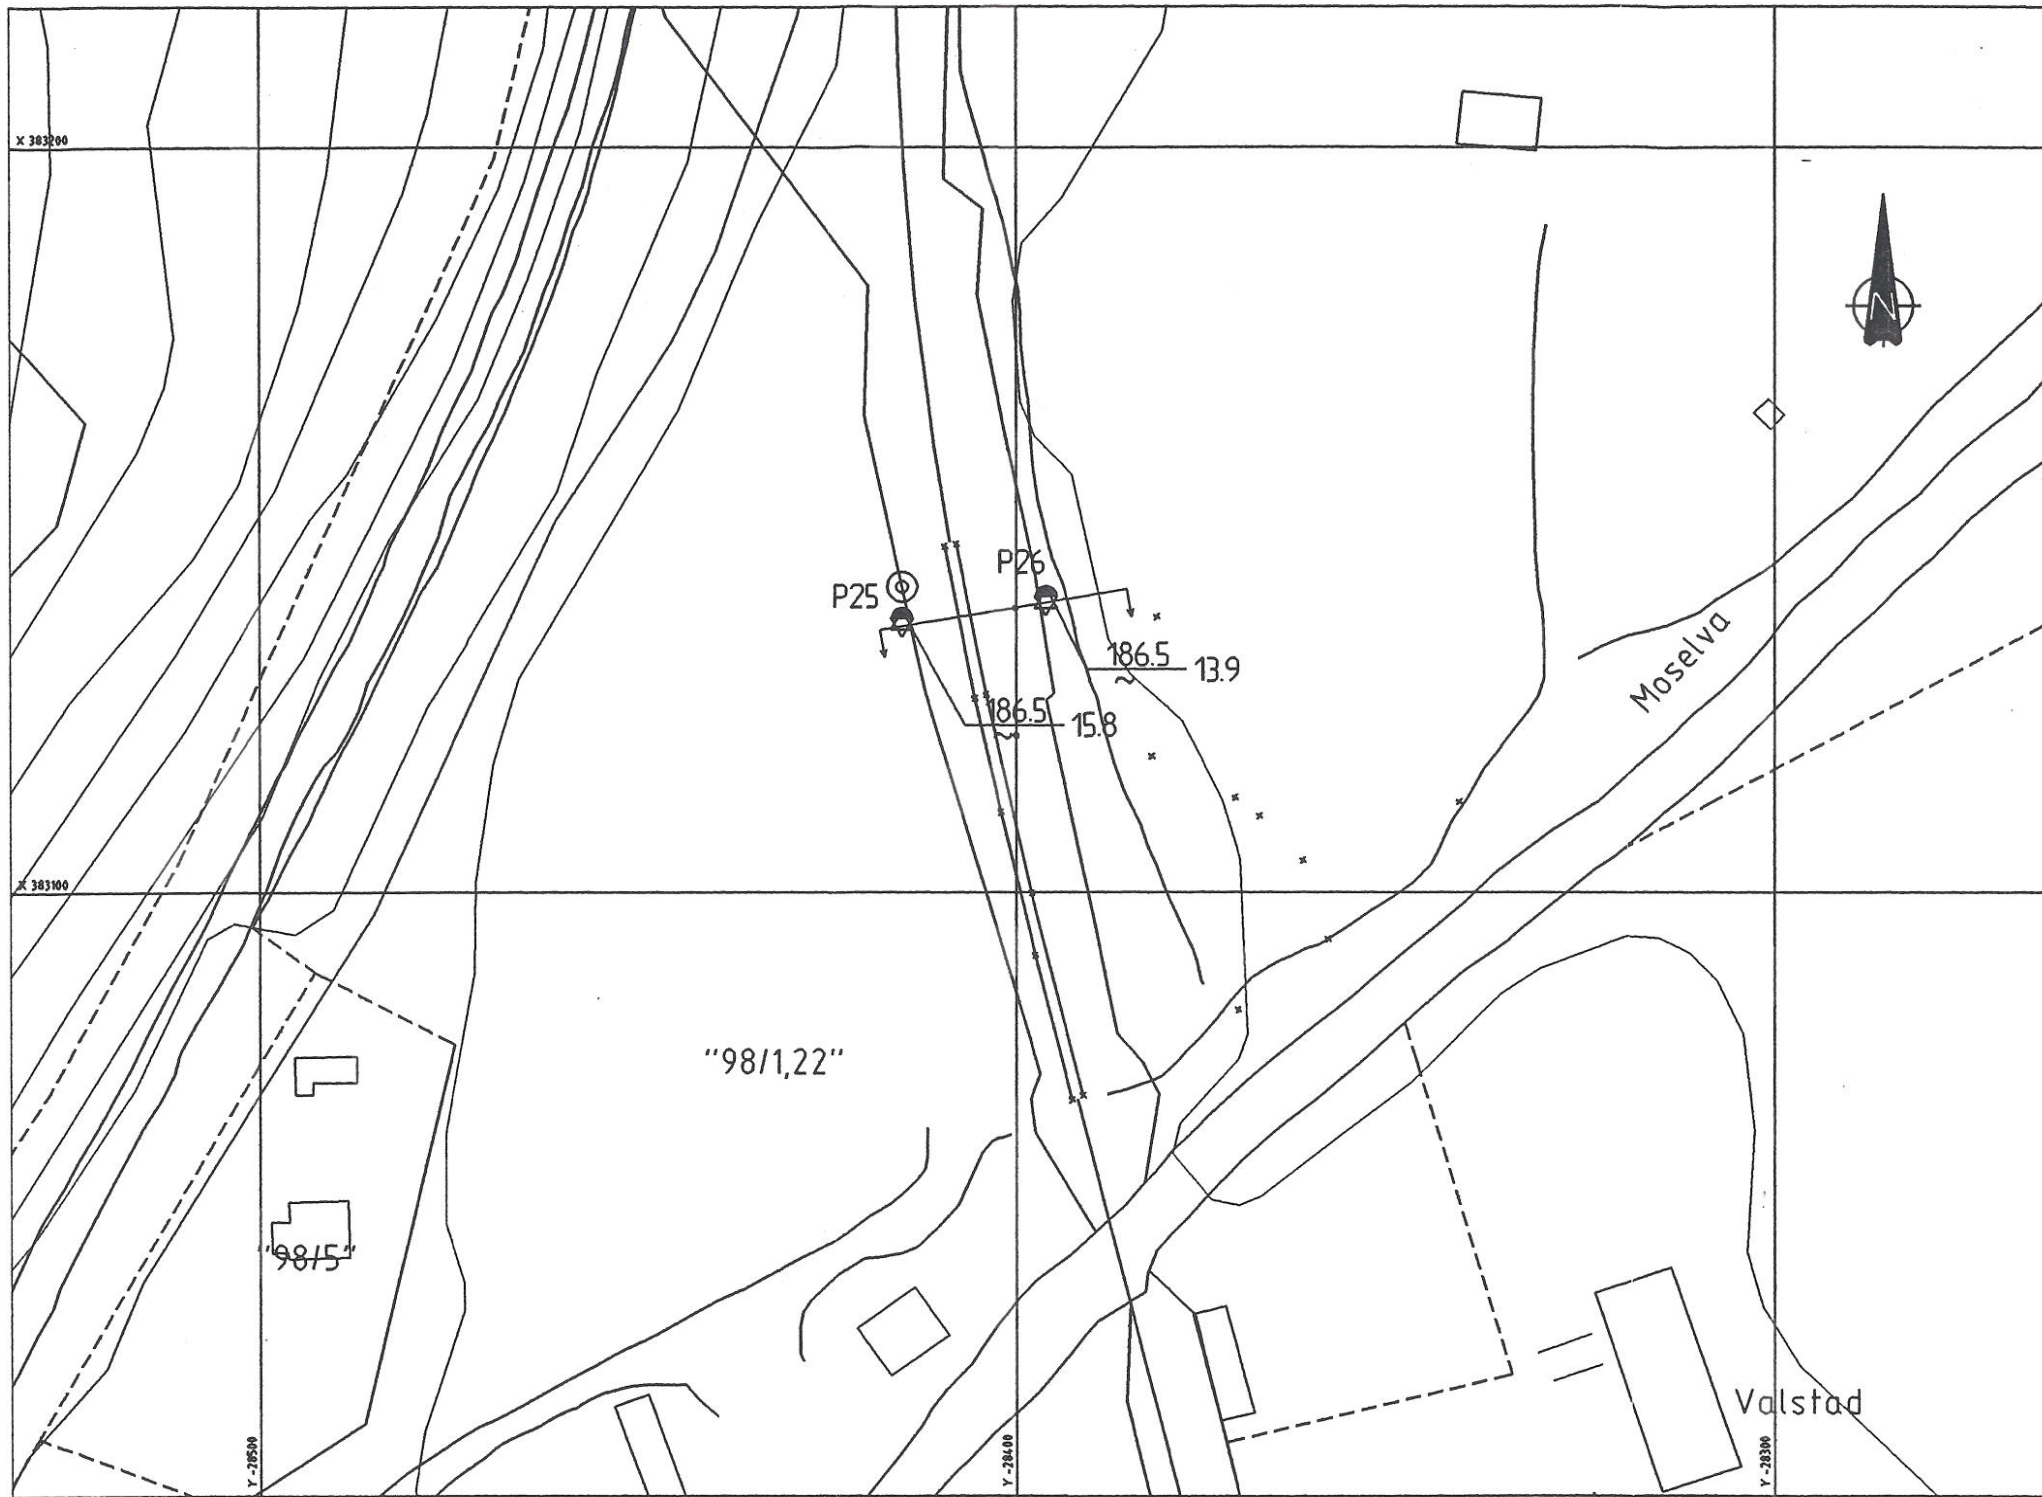 X 383200
N
P26
P25
186.5 13.9
~
Moselva
186.5 15.8
~
X 383100
"98/1,22"
"98/5"
Valstad
Y -28500
Y -28400
Y -28300